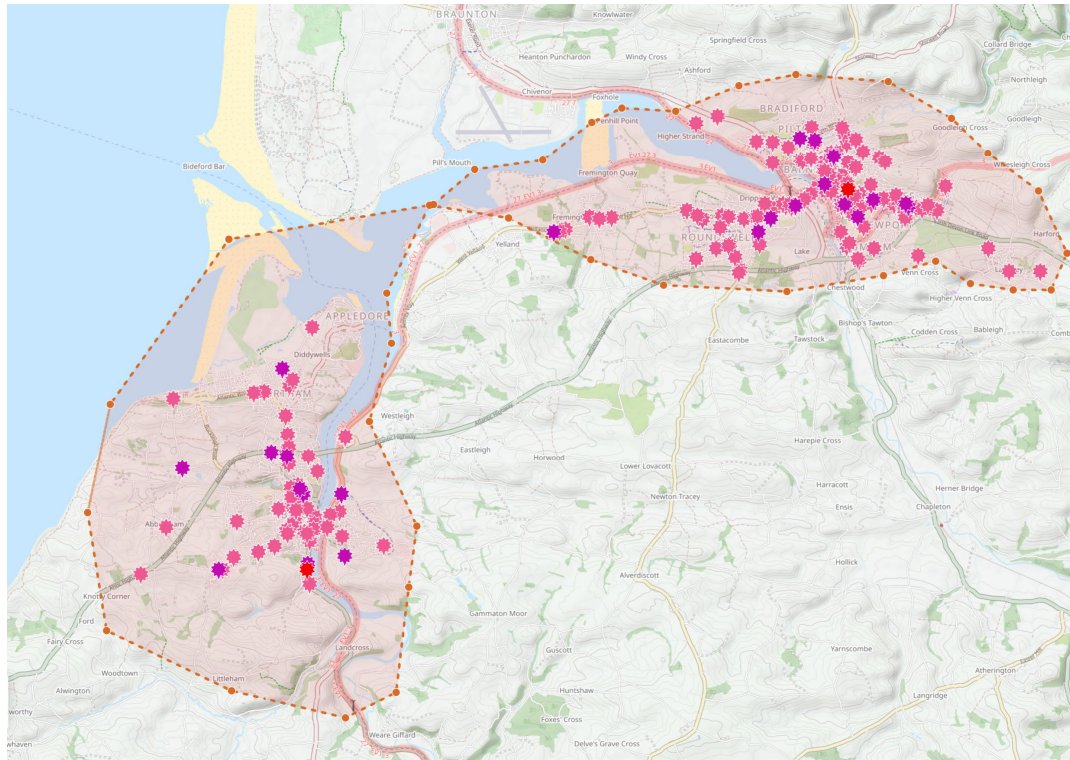 BRAUNTON
Knowlwater
Springfield Cross
Collard Bridge
Heanton Punchardon
Windy Cross
Ashford
Northleigh
Chivenor
Foxhole
BRADIFORD
Goodleigh
Penhill Point
Goodleigh Cross
Higher Strand
Bideford Bar
Pill's Mouth
Fremington Quay
Yelland
Lake
Harford
Venn Cross
Chestwood
Higher Venn Cross
APPLEDORE
Bishop's Tawton
Codden Cross
Bableigh
Eastacombe
Tawstock
Diddywells
Atlantic Highway
Westleigh
Eastleigh
Horwood
Harepie Cross
Lower Lovacott
Harracott
Herner Bridge
Newton Tracey
Ensis
Chapleton
Hollick
Alverdiscott
Knotty Corner
Ford
Gammaton Moor
Fairy Cross
Landcross
Guscott
Yarnscombe
Woodtown
Atherington
Littleham
Alwington
Huntshaw
Langridge
Foxes' Cross
Weare Giffard
Delve's Grave Cross